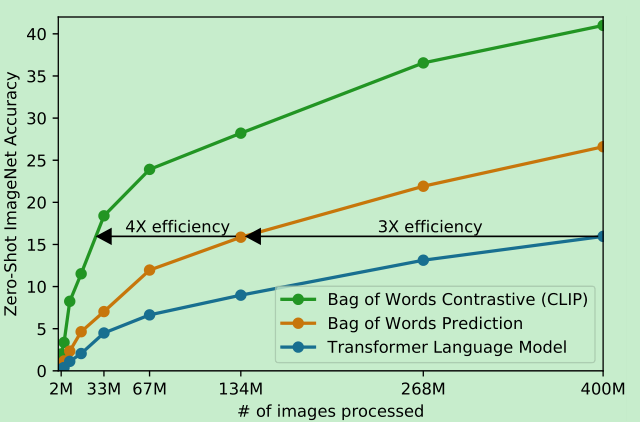 Zero-Shot ImageNet Accuracy
40
35
30
25
20
15
10
5
0
4X efficiency
3X efficiency
Bag of Words Contrastive (CLIP)
Bag of Words Prediction
Transformer Language Model
2M 33M 67M 134M 268M 400M
# of images processed